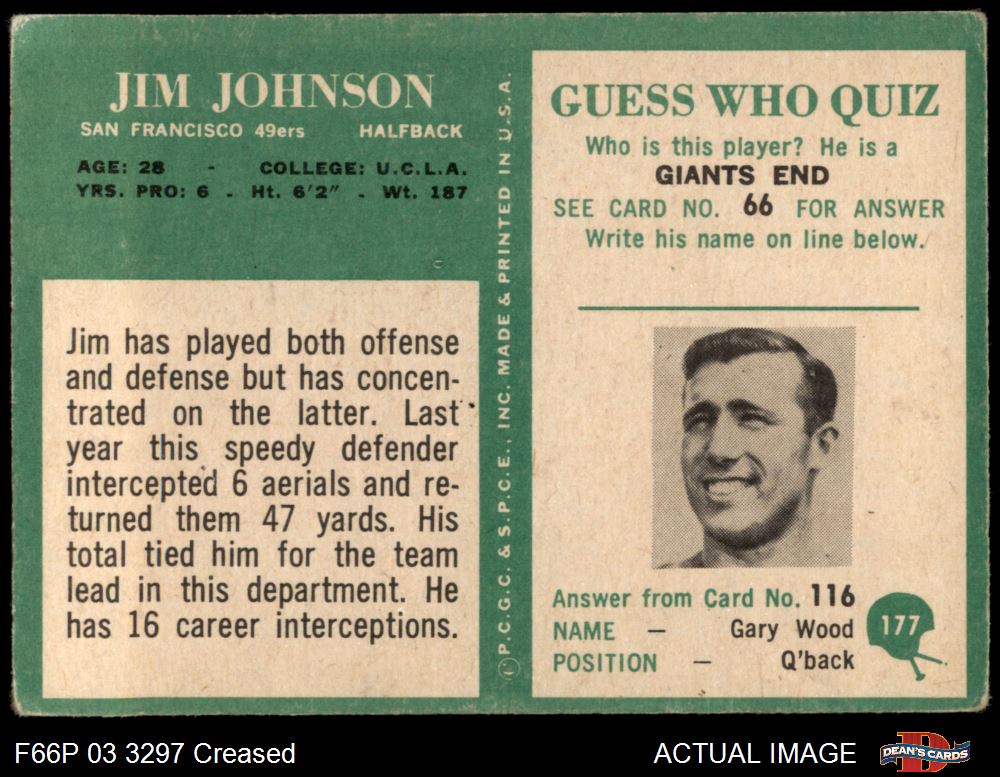 JIM JOHNSON
SAN FRANCISCO 49ers HALFBACK
AGE: 28 - COLLEGE: U.C.L.A.
YRS. PRO: 6 - Ht. 6'2" - Wt. 187
Jim has played both offense
and defense but has concen-
trated on the latter. Last
year this speedy defender
intercepted 6 aerials and re-
turned them 47 yards. His
total tied him for the team
lead in this department. He
has 16 career interceptions.
©P.C.G.C. & S.P.C.E., INC. MADE & PRINTED IN U.S.A.
GUESS WHO QUIZ
Who is this player? He is a
GIANTS END
SEE CARD NO. 66 FOR ANSWER
Write his name on line below.
Answer from Card No. 116
NAME — Gary Wood
POSITION — Q'back
177
F66P 03 3297 Creased
ACTUAL IMAGE
DEAN'S CARDS